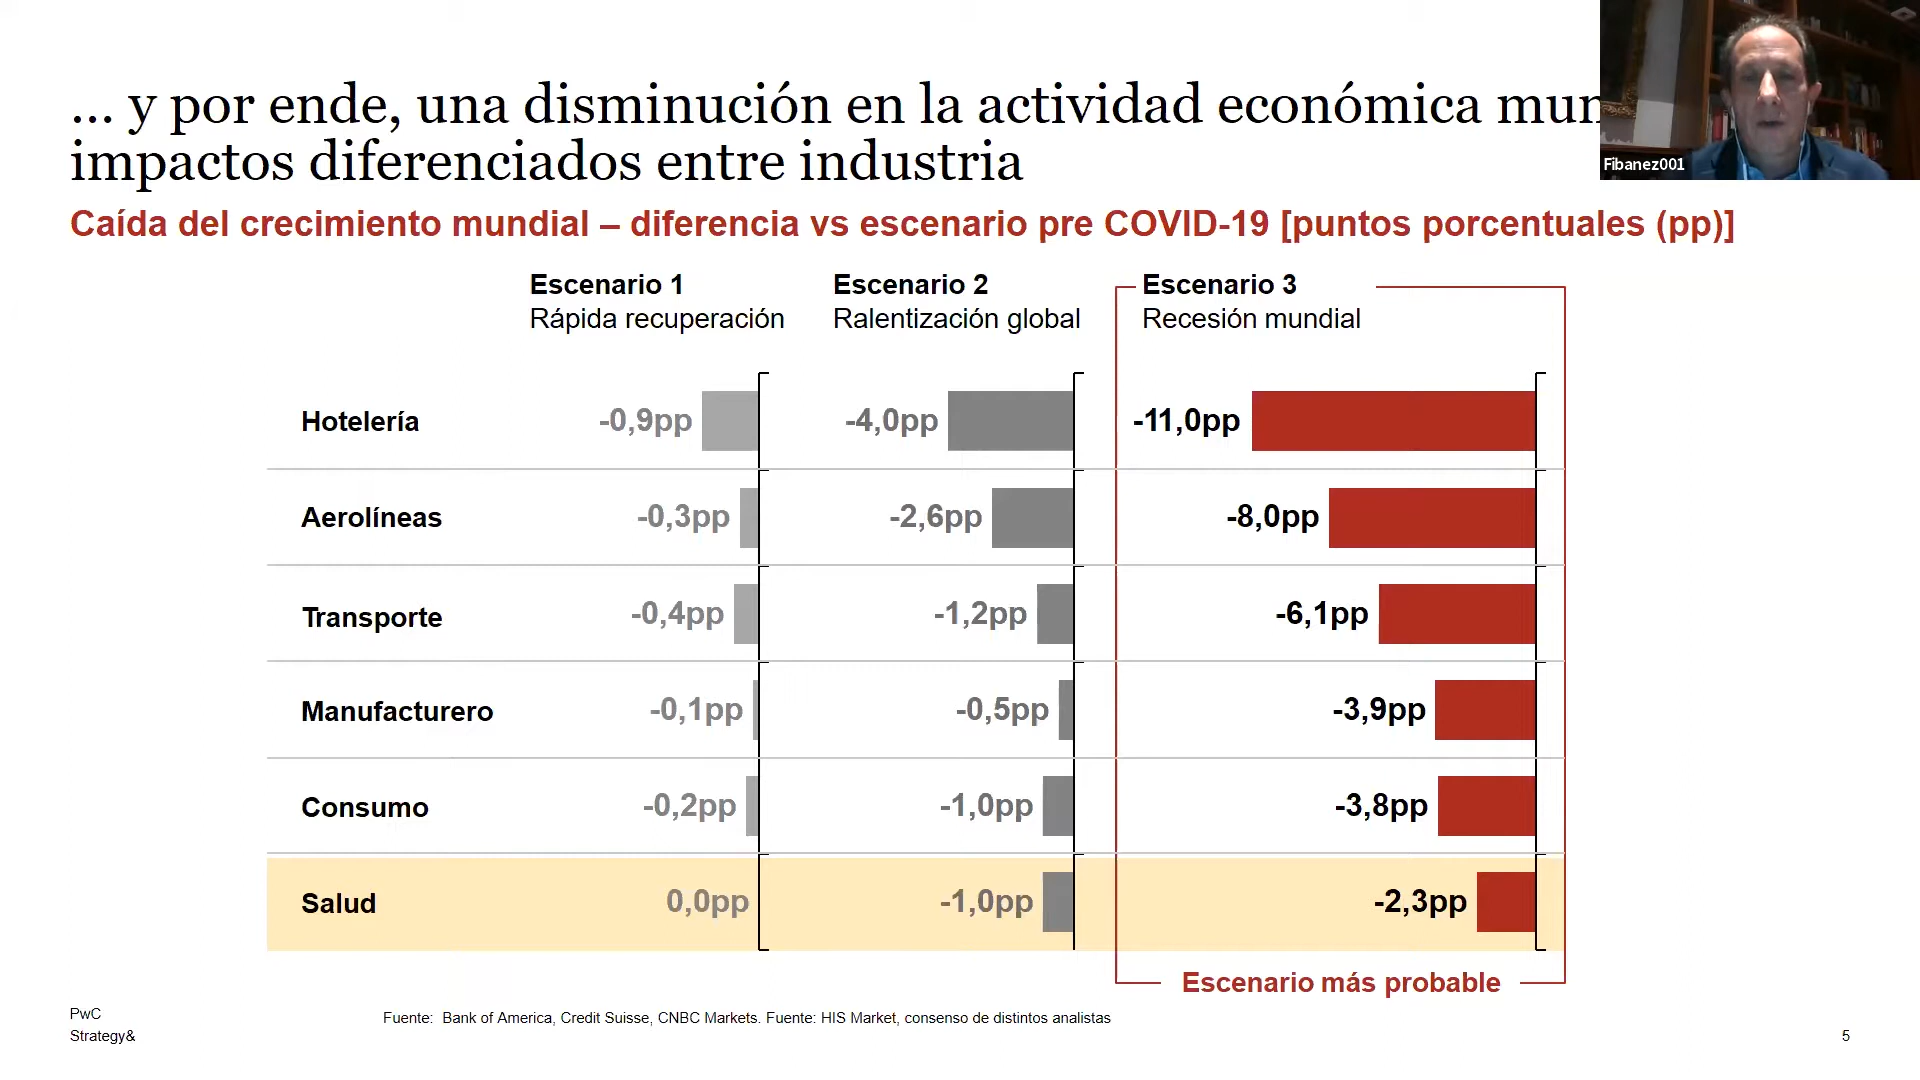 ... y por ende, una disminución en la actividad económica
impactos diferenciados entre industria
Fibanez001
Caída del crecimiento mundial – diferencia vs escenario pre COVID-19 [puntos porcentuales (pp)]
Escenario 1 Escenario 2 Escenario 3
Rápida recuperación Ralentización global Recesión mundial
Hotelería -0,9pp -4,0pp -11,0pp
Aerolíneas -0,3pp -2,6pp -8,0pp
Transporte -0,4pp -1,2pp -6,1pp
Manufacturero -0,1pp -0,5pp -3,9pp
Consumo -0,2pp -1,0pp -3,8pp
Salud 0,0pp -1,0pp -2,3pp
Escenario más probable
PwC
Strategy&
Fuente: Bank of America, Credit Suisse, CNBC Markets. Fuente: HIS Market, consenso de distintos analistas
5